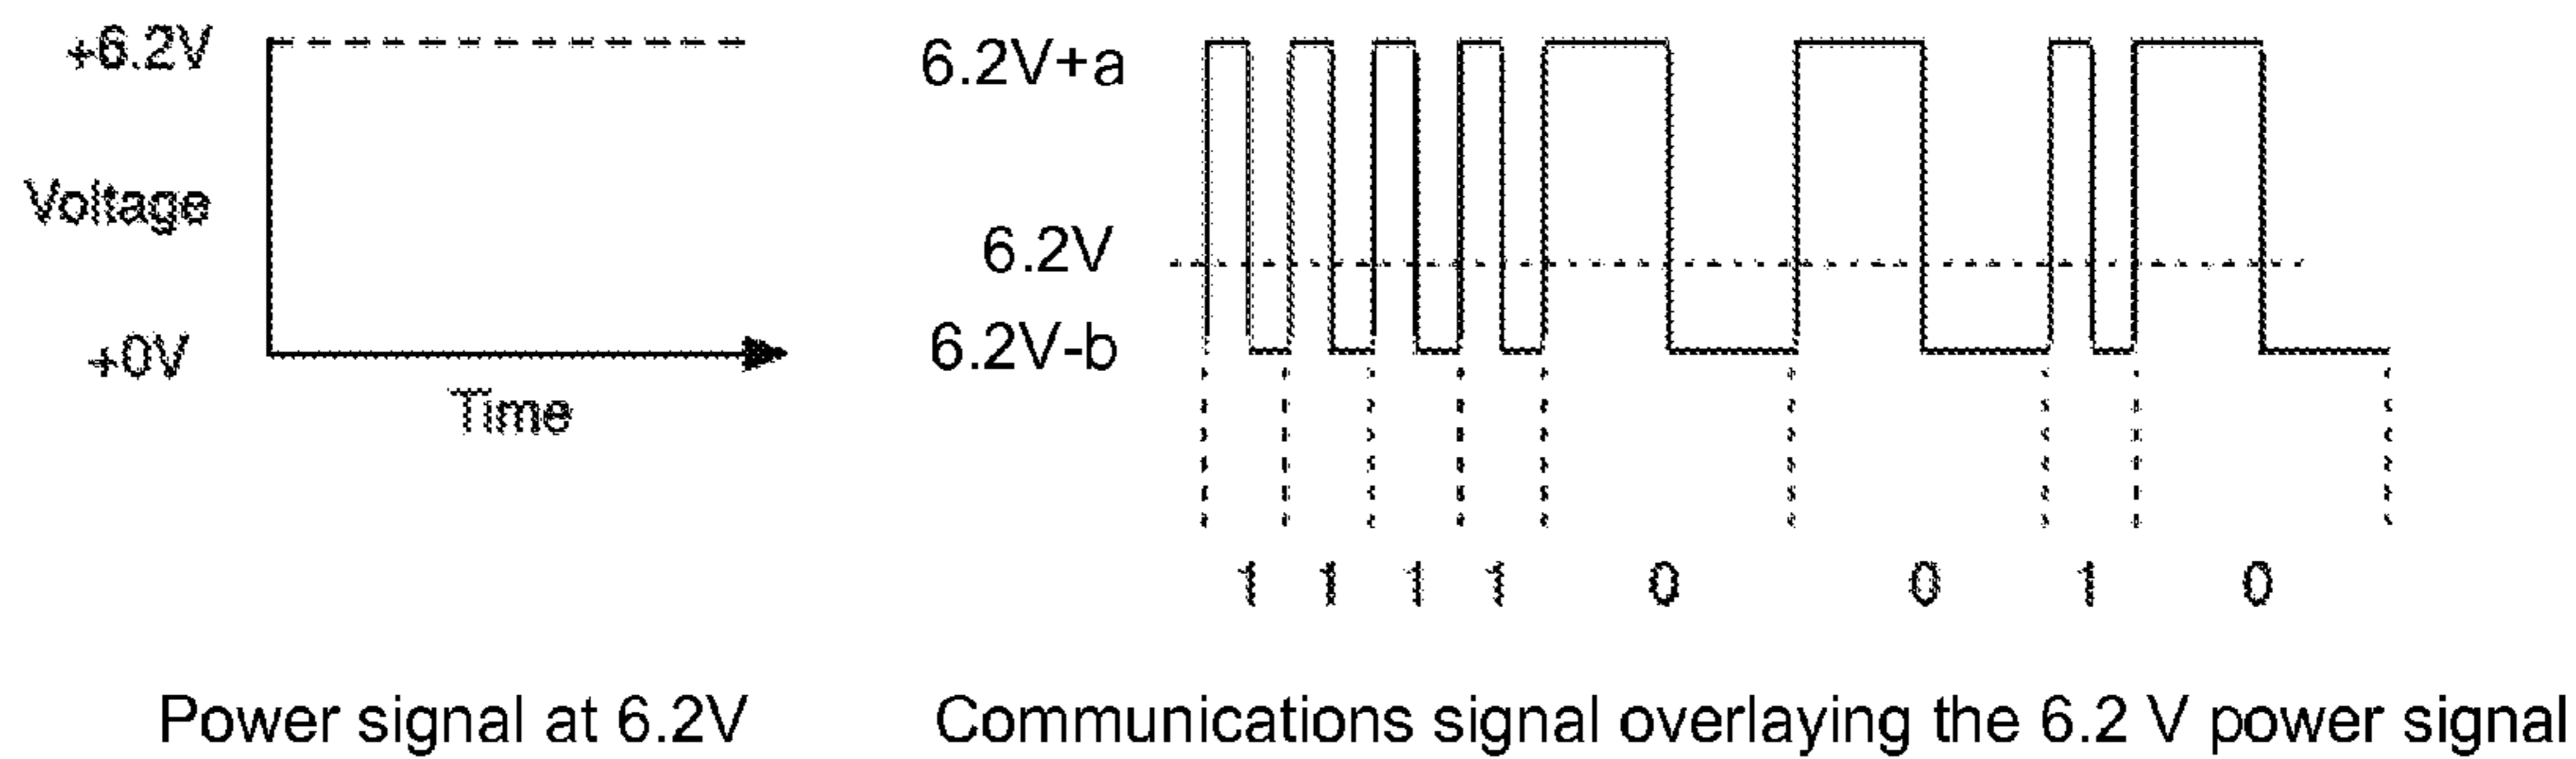 +6.2V
Voltage
+0V
Time
Power signal at 6.2V
6.2V+a
6.2V
6.2V-b
1 1 1 1 0 0 1 0
Communications signal overlaying the 6.2 V power signal